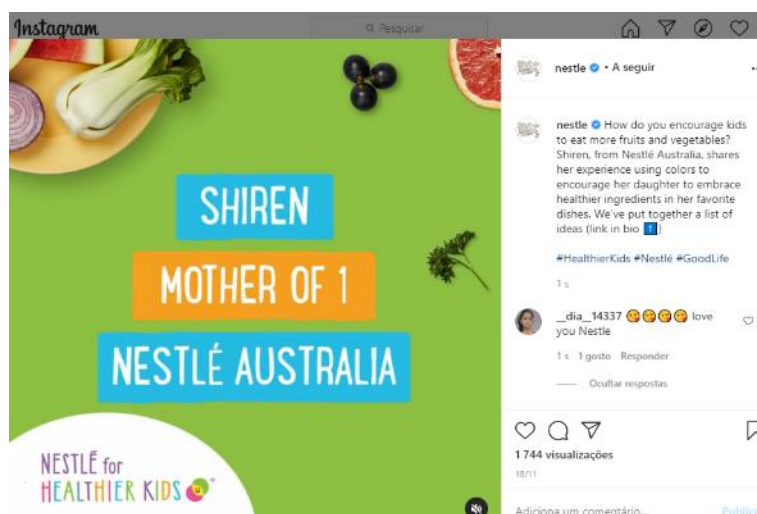 Instagram
Pesquisar
SHIREN
MOTHER OF 1
NESTLÉ AUSTRALIA
NESTLÉ for
HEALTHIER KIDS
nestle • A seguir
nestle How do you encourage kids
to eat more fruits and vegetables?
Shiren, from Nestlé Australia, shares
her experience using colors to
encourage her daughter to embrace
healthier ingredients in her favorite
dishes. We've put together a list of
ideas (link in bio ⬆️)
#HealthierKids #Nestlé #GoodLife
1 s
__dia__14337 😘😘😘😘 love
you Nestle
1 s 1 gosto Responder
Ocultar respostas
1 744 visualizações
18/11
Adiciona um comentário... Publica